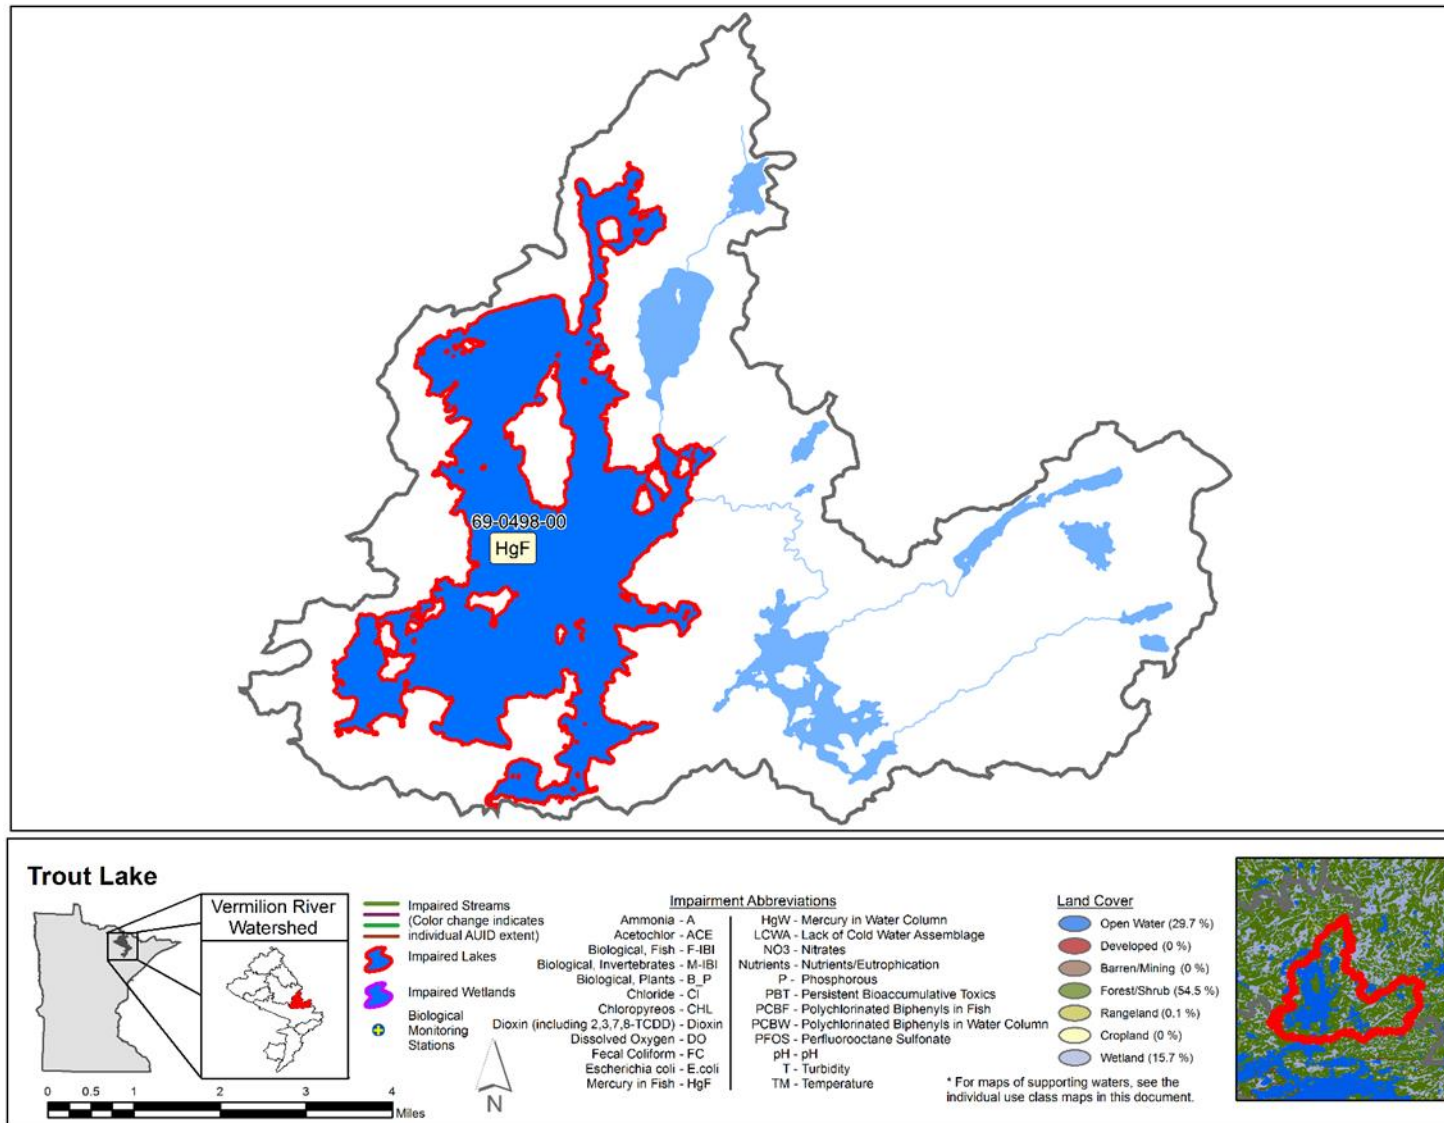 69-0498-00
HgF
Trout Lake
Vermilion River
Watershed
Impaired Streams
(Color change indicates
individual AUID extent)
Impaired Lakes
Impaired Wetlands
Biological
Monitoring
Stations
0 0.5 1 2 3 4
Miles
N
Impairment Abbreviations
Ammonia - A
Acetochlor - ACE
Biological, Fish - F-IBI
Biological, Invertebrates - M-IBI
Biological, Plants - B_P
Chloride - Cl
Chloropyreos - CHL
Dioxin (including 2,3,7,8-TCDD) - Dioxin
Dissolved Oxygen - DO
Fecal Coliform - FC
Escherichia coli - E.coli
Mercury in Fish - HgF
HgW - Mercury in Water Column
LCWA - Lack of Cold Water Assemblage
NO3 - Nitrates
Nutrients - Nutrients/Eutrophication
P - Phosphorous
PBT - Persistent Bioaccumulative Toxics
PCBF - Polychlorinated Biphenyls in Fish
PCBW - Polychlorinnated Biphenyls in Water Column
PFOS - Perfluorooctane Sulfonate
pH - pH
T - Turbidity
TM - Temperature
Land Cover
Open Water (29.7 %)
Developed (0 %)
Barren/Mining (0 %)
Forest/Shrub (54.5 %)
Rangeland (0.1 %)
Cropland (0 %)
Wetland (15.7 %)
* For maps of supporting waters, see the
individual use class maps in this document.